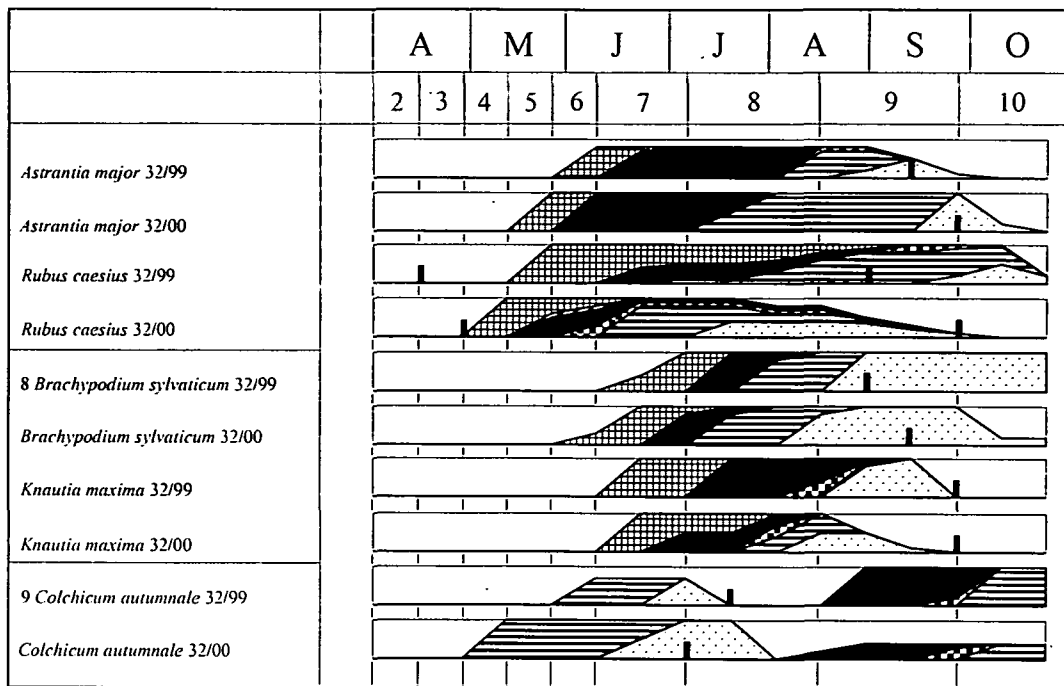 A M J J A S O
2 3 4 5 6 7 8 9 10
Astrantia major 32/99
Astrantia major 32/00
Rubus caesius 32/99
Rubus caesius 32/00
8 Brachypodium sylvaticum 32/99
Brachypodium sylvaticum 32/00
Knautia maxima 32/99
Knautia maxima 32/00
9 Colchicum autumnale 32/99
Colchicum autumnale 32/00